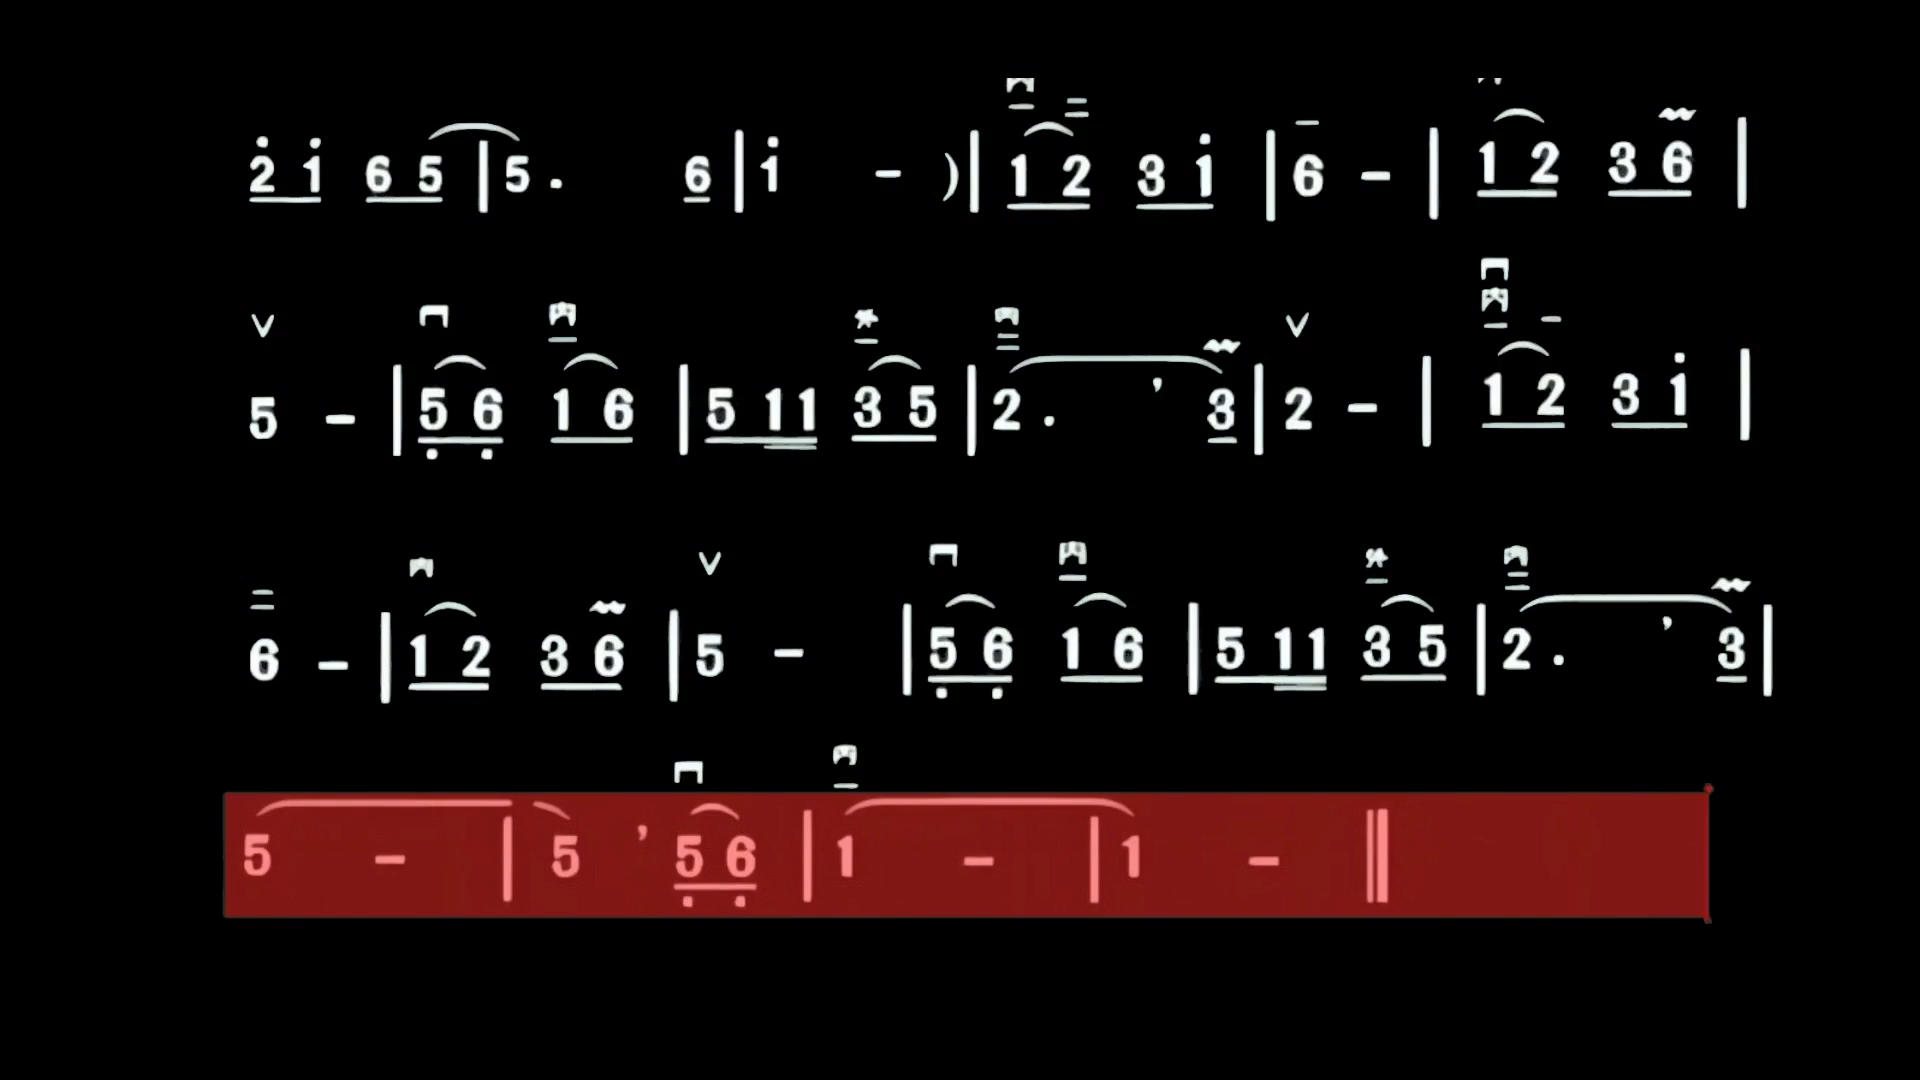 2̇ 1̇ 6 5 | 5. 6 | 1̇ - ) | 1 2 3 1̇ | 6 - | 1 2 3 6 |
5 - | 5̣ 6̣ 1 6 | 5 11 3 5 | 2. ’ 3 | 2 - | 1 2 3 1̇ |
6 - | 1 2 3 6 | 5 - | 5̣ 6̣ 1 6 | 5 11 3 5 | 2. ’ 3 |
5 - | 5 ’ 5̣ 6̣ | 1 - | 1 - ‖